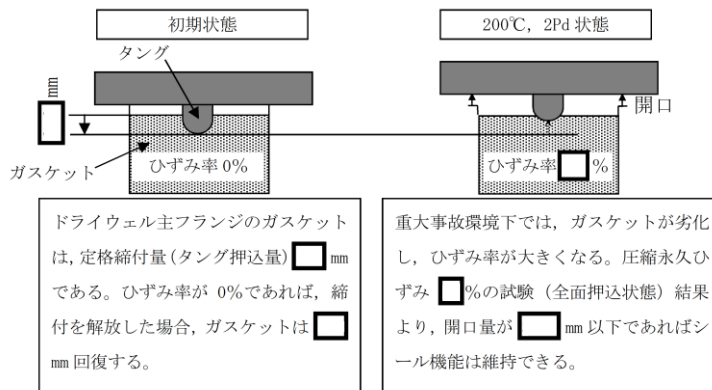 初期状態
200℃, 2Pd 状態
タング
mm
開口
ガスケット
ひずみ率 0%
ひずみ率 %
ドライウェル主フランジのガスケット
は, 定格締付量(タング押込量) mm
である。ひずみ率が 0%であれば, 締
付を解放した場合, ガスケットは
mm 回復する。
重大事故環境下では, ガスケットが劣化
し, ひずみ率が大きくなる。圧縮永久ひ
ずみ %の試験（全面押込状態）結果
より, 開口量が mm 以下であればシ
ール機能は維持できる。